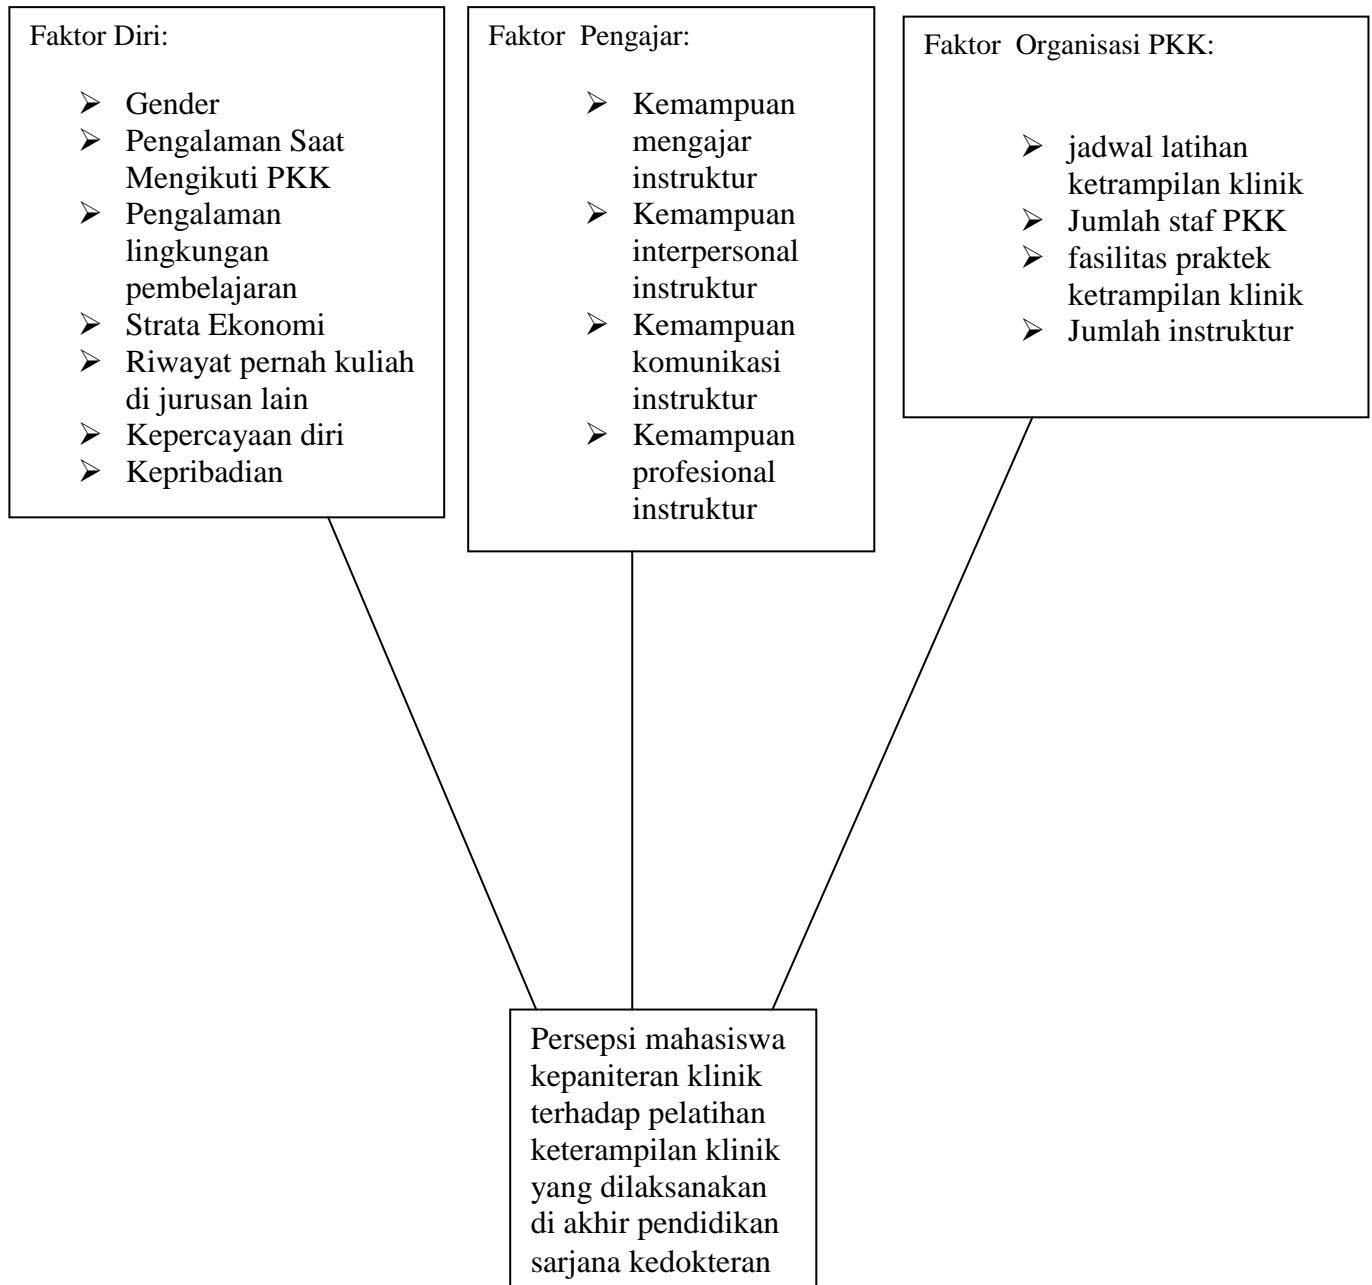 Faktor Diri:
➢ Gender
➢ Pengalaman Saat
Mengikuti PKK
➢ Pengalaman
lingkungan
pembelajaran
➢ Strata Ekonomi
➢ Riwayat pernah kuliah
di jurusan lain
➢ Kepercayaan diri
➢ Kepribadian
Faktor Pengajar:
➢ Kemampuan
mengajar
instruktur
➢ Kemampuan
interpersonal
instruktur
➢ Kemampuan
komunikasi
instruktur
➢ Kemampuan
profesional
instruktur
Faktor Organisasi PKK:
➢ jadwal latihan
ketrampilan klinik
➢ Jumlah staf PKK
➢ fasilitas praktek
ketrampilan klinik
➢ Jumlah instruktur
Persepsi mahasiswa
kepaniteran klinik
terhadap pelatihan
keterampilan klinik
yang dilaksanakan
di akhir pendidikan
sarjana kedokteran